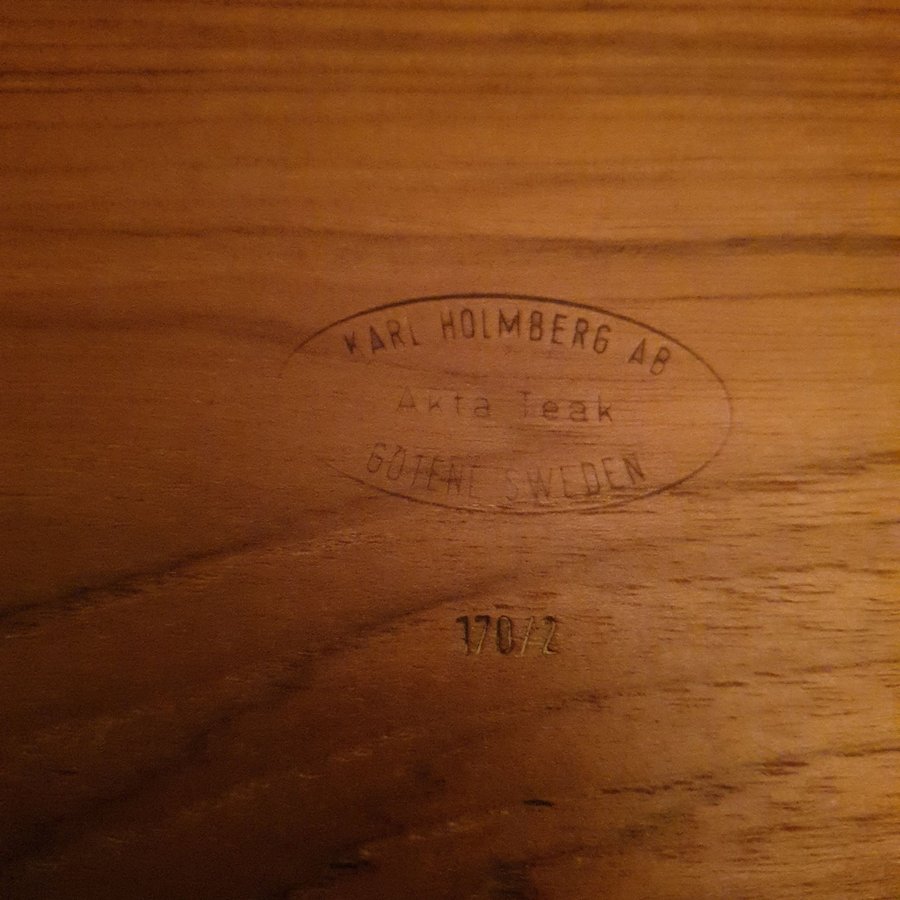 KARL HOLMBERG AB
Äkta Teak
GÖTENE SWEDEN
170/2